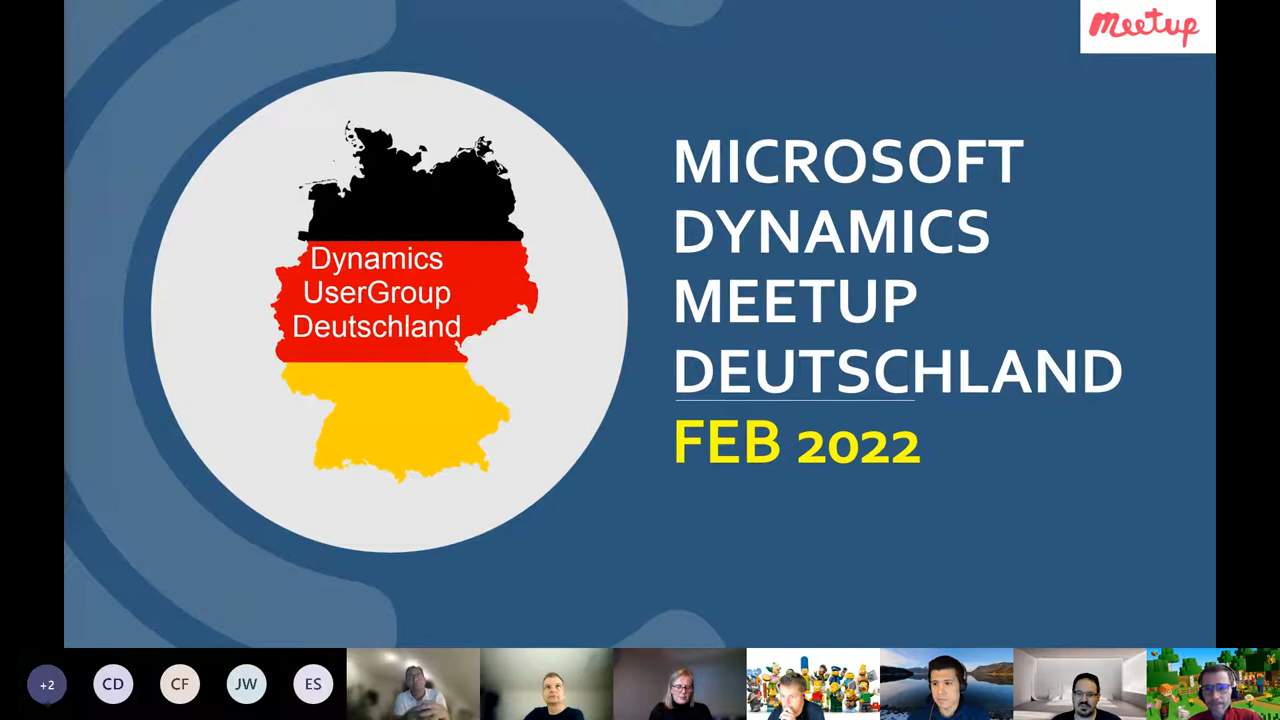 meetup
Dynamics
UserGroup
Deutschland
MICROSOFT
DYNAMICS
MEETUP
DEUTSCHLAND
FEB 2022
+2
CD
CF
JW
ES